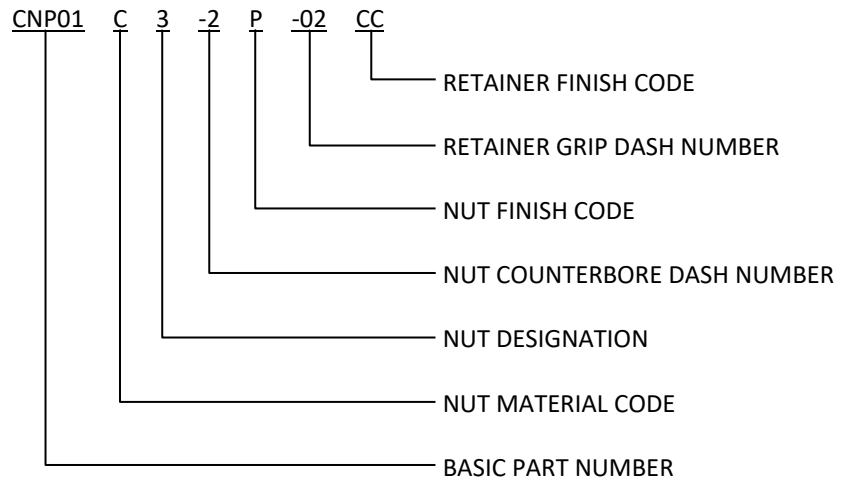 CNP01 C 3 -2 P -02 CC
RETAINER FINISH CODE
RETAINER GRIP DASH NUMBER
NUT FINISH CODE
NUT COUNTERBORE DASH NUMBER
NUT DESIGNATION
NUT MATERIAL CODE
BASIC PART NUMBER